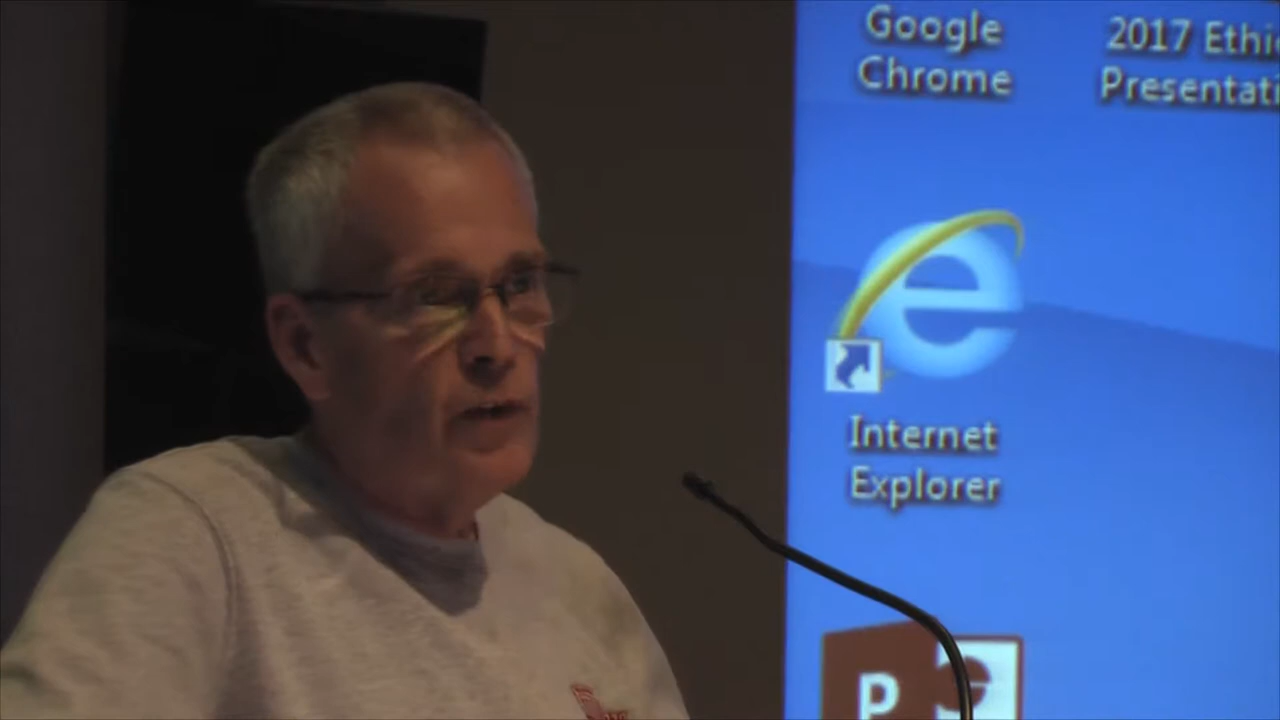 Google
Chrome
2017 Ethi
Presentati
Internet
Explorer
P